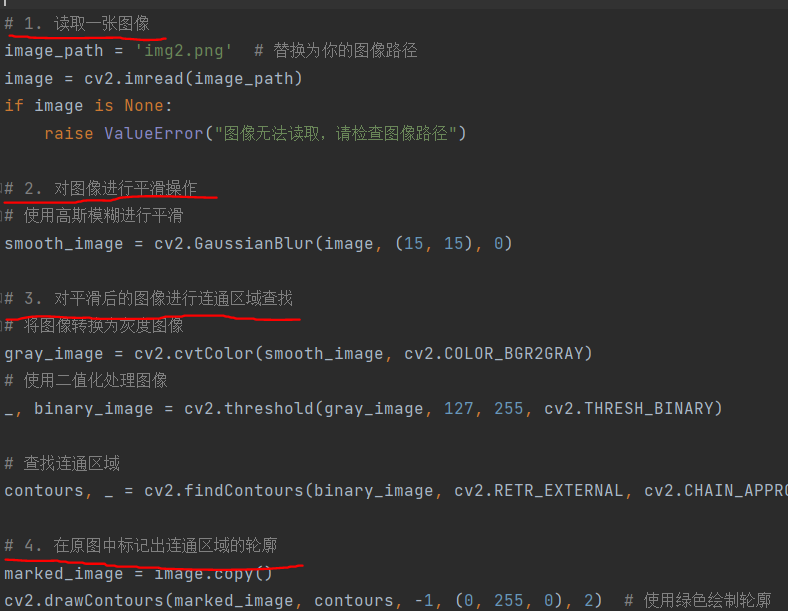 # 1. 读取一张图像
image_path = 'img2.png'  # 替换为你的图像路径
image = cv2.imread(image_path)
if image is None:
    raise ValueError("图像无法读取，请检查图像路径")
# 2. 对图像进行平滑操作
# 使用高斯模糊进行平滑
smooth_image = cv2.GaussianBlur(image, (15, 15), 0)
# 3. 对平滑后的图像进行连通区域查找
# 将图像转换为灰度图像
gray_image = cv2.cvtColor(smooth_image, cv2.COLOR_BGR2GRAY)
# 使用二值化处理图像
_, binary_image = cv2.threshold(gray_image, 127, 255, cv2.THRESH_BINARY)
# 查找连通区域
contours, _ = cv2.findContours(binary_image, cv2.RETR_EXTERNAL, cv2.CHAIN_APPRO
# 4. 在原图中标记出连通区域的轮廓
marked_image = image.copy()
cv2.drawContours(marked_image, contours, -1, (0, 255, 0), 2)  # 使用绿色绘制轮廓